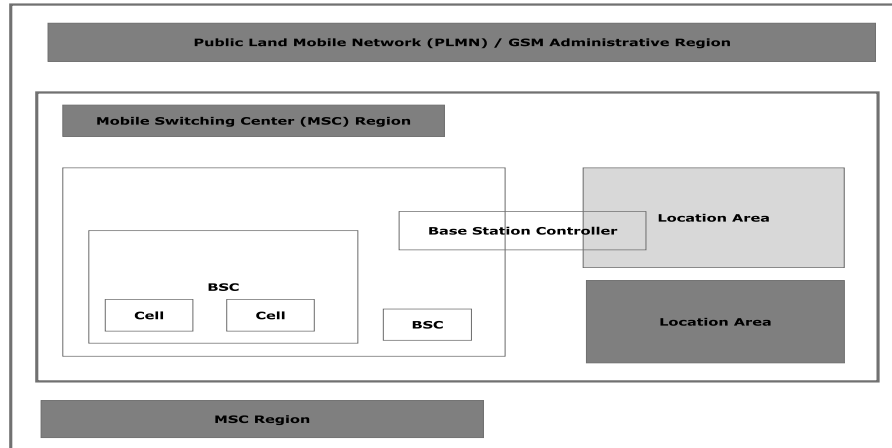 Public Land Mobile Network (PLMN) / GSM Administrative Region
Mobile Switching Center (MSC) Region
Base Station Controller
Location Area
BSC
Cell
Cell
BSC
Location Area
MSC Region